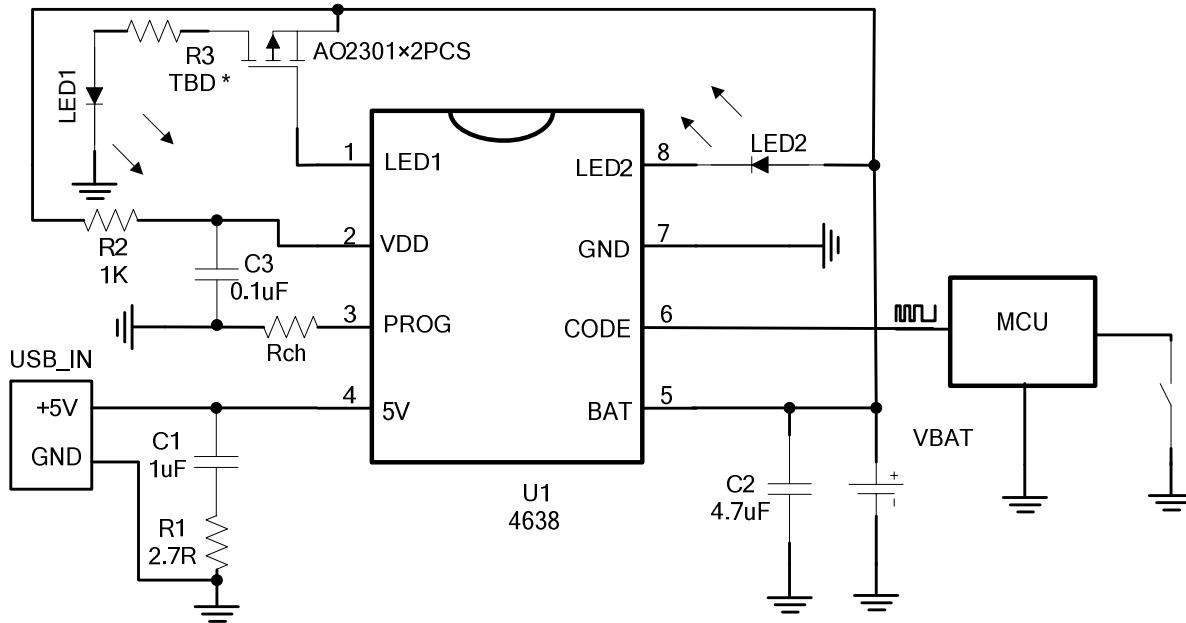 AO2301×2PCS
R3
TBD *
LED1
LED2
1
LED1
LED2
8
R2
1K
2
VDD
GND
7
C3
0.1uF
3
PROG
CODE
6
MCU
Rch
USB_IN
+5V
GND
4
5V
BAT
5
VBAT
C1
1uF
R1
2.7R
U1
4638
C2
4.7uF
+
-